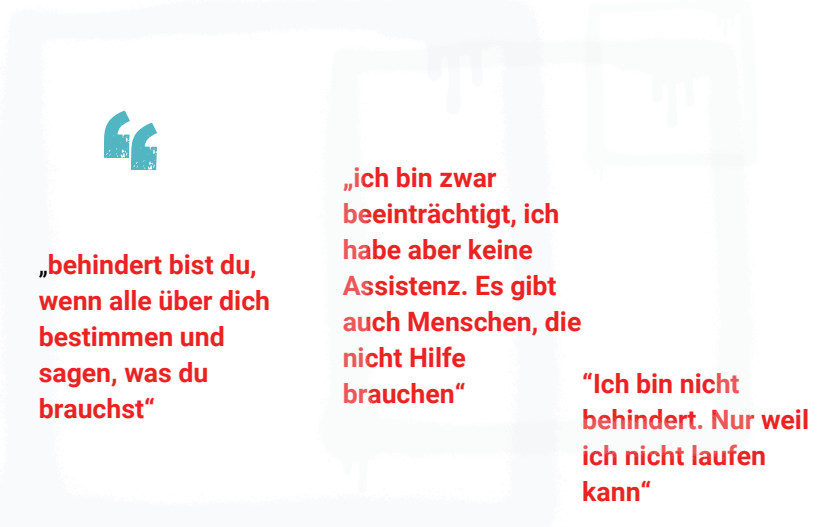 „behindert bist du,
wenn alle über dich
bestimmen und
sagen, was du
brauchst“
„ich bin zwar
beeinträchtigt, ich
habe aber keine
Assistenz. Es gibt
auch Menschen, die
nicht Hilfe
brauchen“
“Ich bin nicht
behindert. Nur weil
ich nicht laufen
kann“